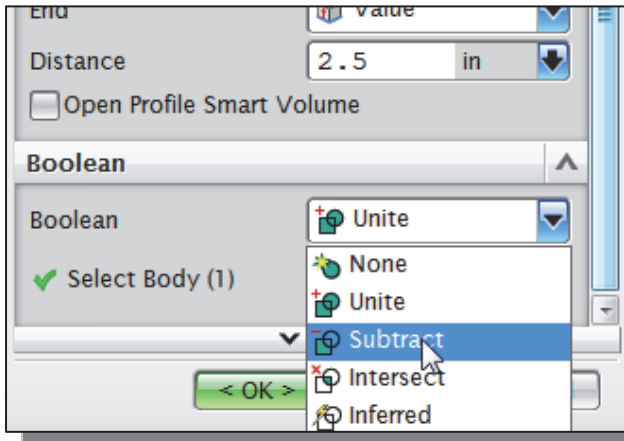 End Value
Distance 2.5 in
Open Profile Smart Volume
Boolean
Boolean Unite
Select Body (1)
None
Unite
Subtract
Intersect
Inferred
< OK >